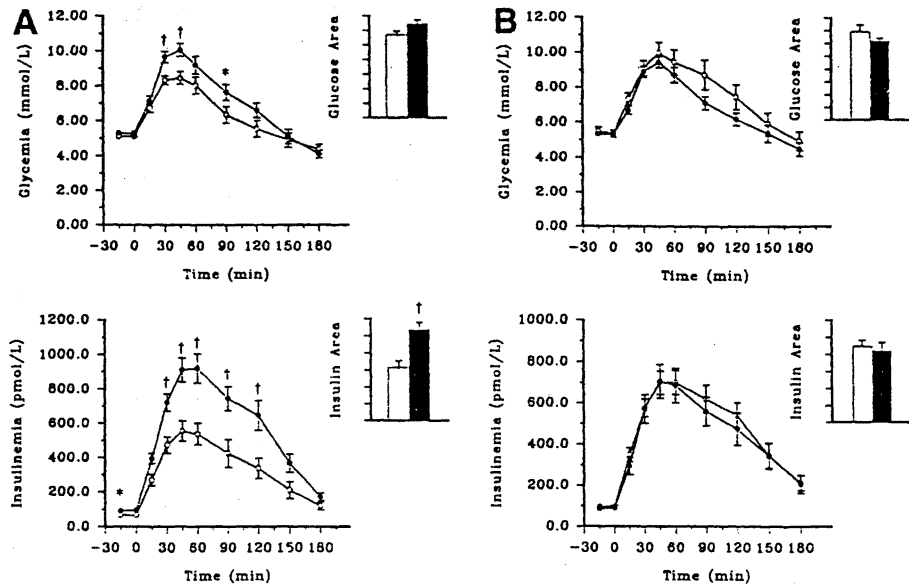 A
Glycemia (mmol/L)
12.00
10.00
8.00
6.00
4.00
2.00
0.00
† †
*
-30 0 30 60 90 120 150 180
Time (min)
Glucose Area
B
Glycemia (mmol/L)
12.00
10.00
8.00
6.00
4.00
2.00
0.00
-30 0 30 60 90 120 150 180
Time (min)
Glucose Area
Insulinemia (pmol/L)
1200.0
1000.0
800.0
600.0
400.0
200.0
0.0
*
† † † † †
-30 0 30 60 90 120 150 180
Time (min)
Insulin Area
†
Insulinemia (pmol/L)
1000.0
800.0
600.0
400.0
200.0
0.0
-30 0 30 60 90 120 150 180
Time (min)
Insulin Area